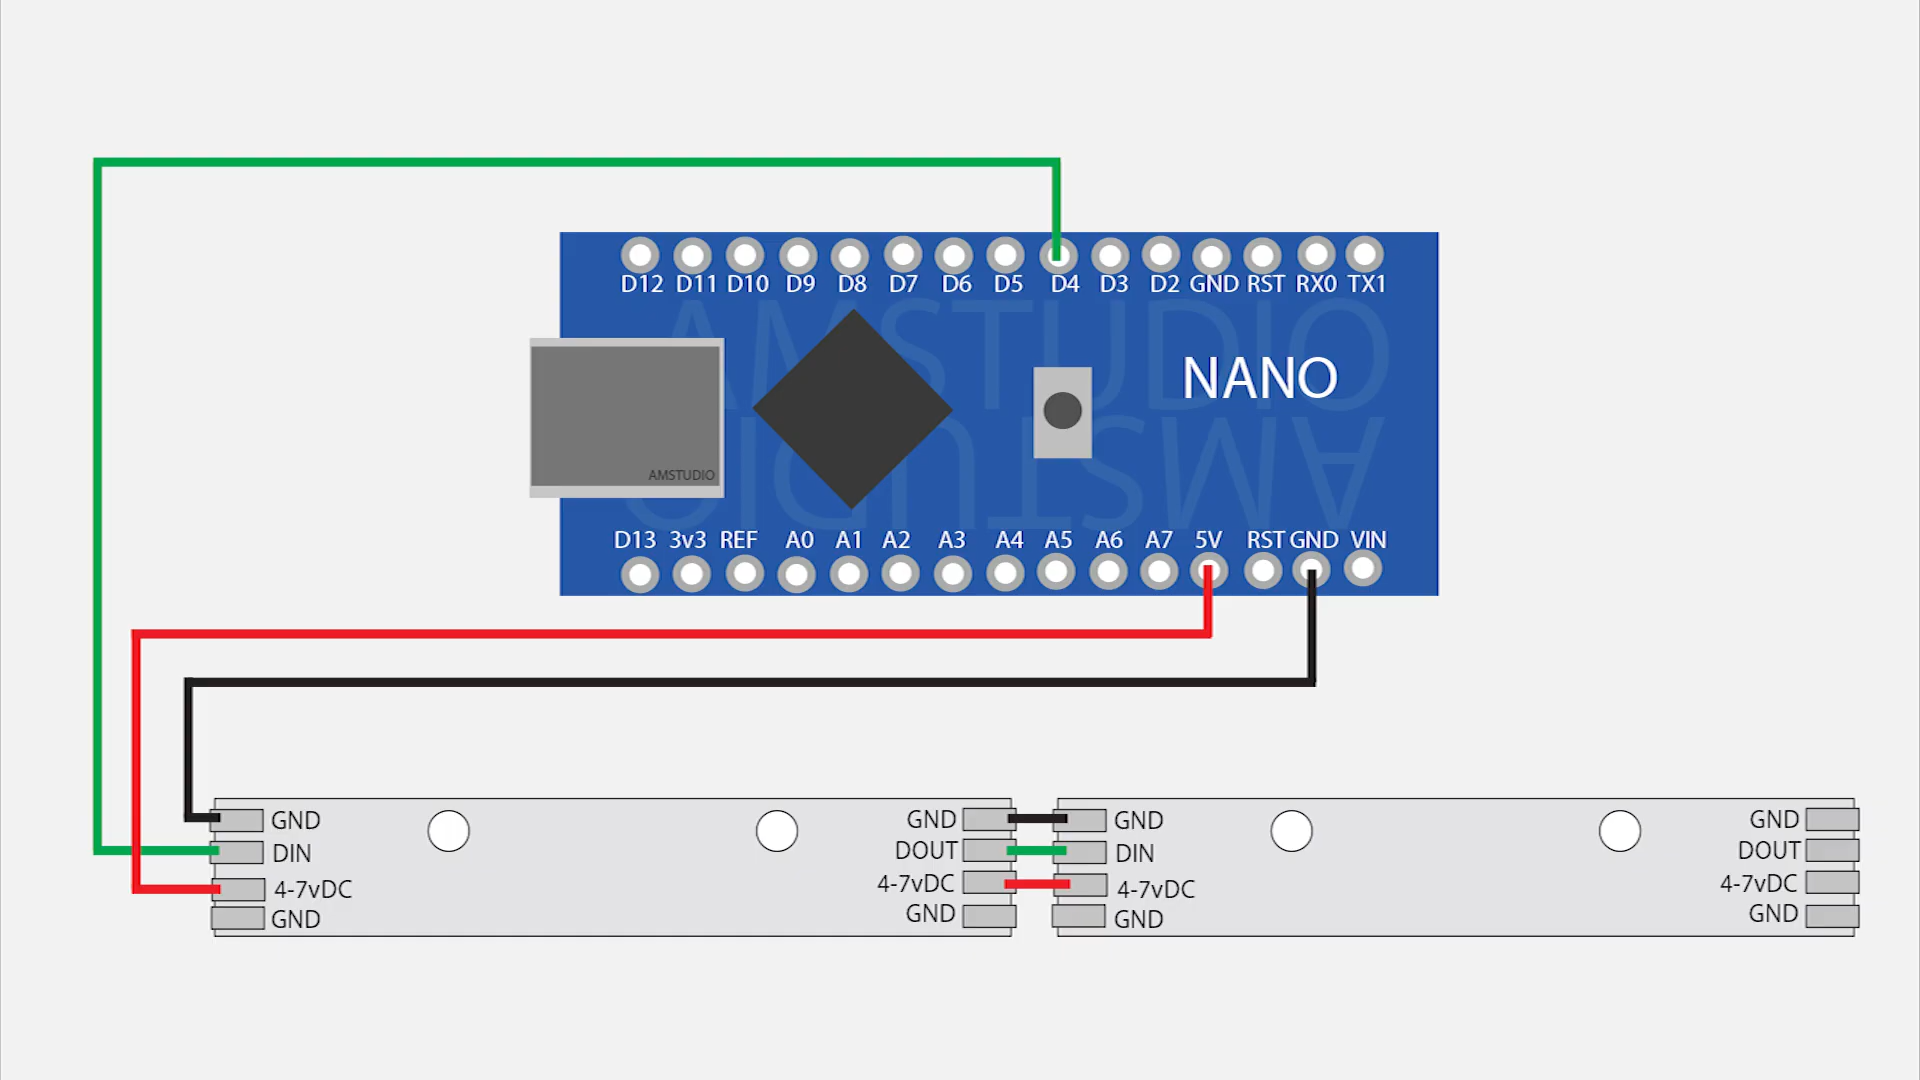 D12 D11 D10 D9 D8 D7 D6 D5 D4 D3 D2 GND RST RX0 TX1
AMSTUDIO
NANO
AMSTUDIO
AMSTUDIO
D13 3v3 REF A0 A1 A2 A3 A4 A5 A6 A7 5V RST GND VIN
GND GND GND GND
DIN DOUT DIN DOUT
4-7vDC 4-7vDC 4-7vDC 4-7vDC
GND GND GND GND